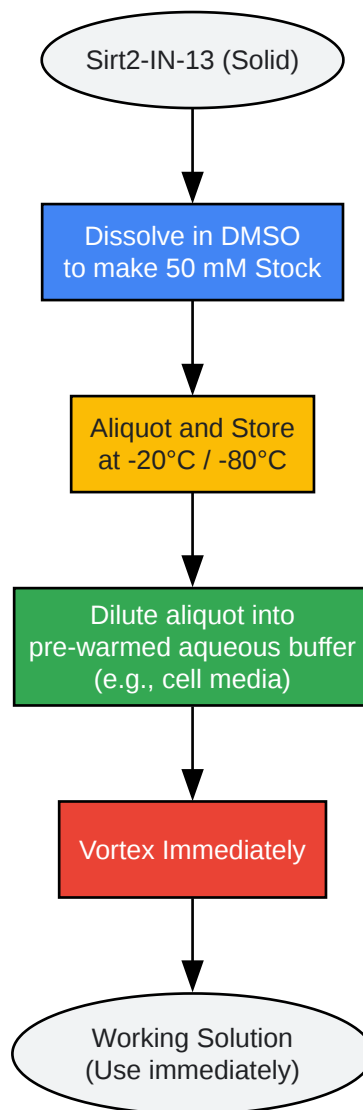 Sirt2-IN-13 (Solid)
Dissolve in DMSO
to make 50 mM Stock
Aliquot and Store
at -20°C / -80°C
Dilute aliquot into
pre-warmed aqueous buffer
(e.g., cell media)
Vortex Immediately
Working Solution
(Use immediately)